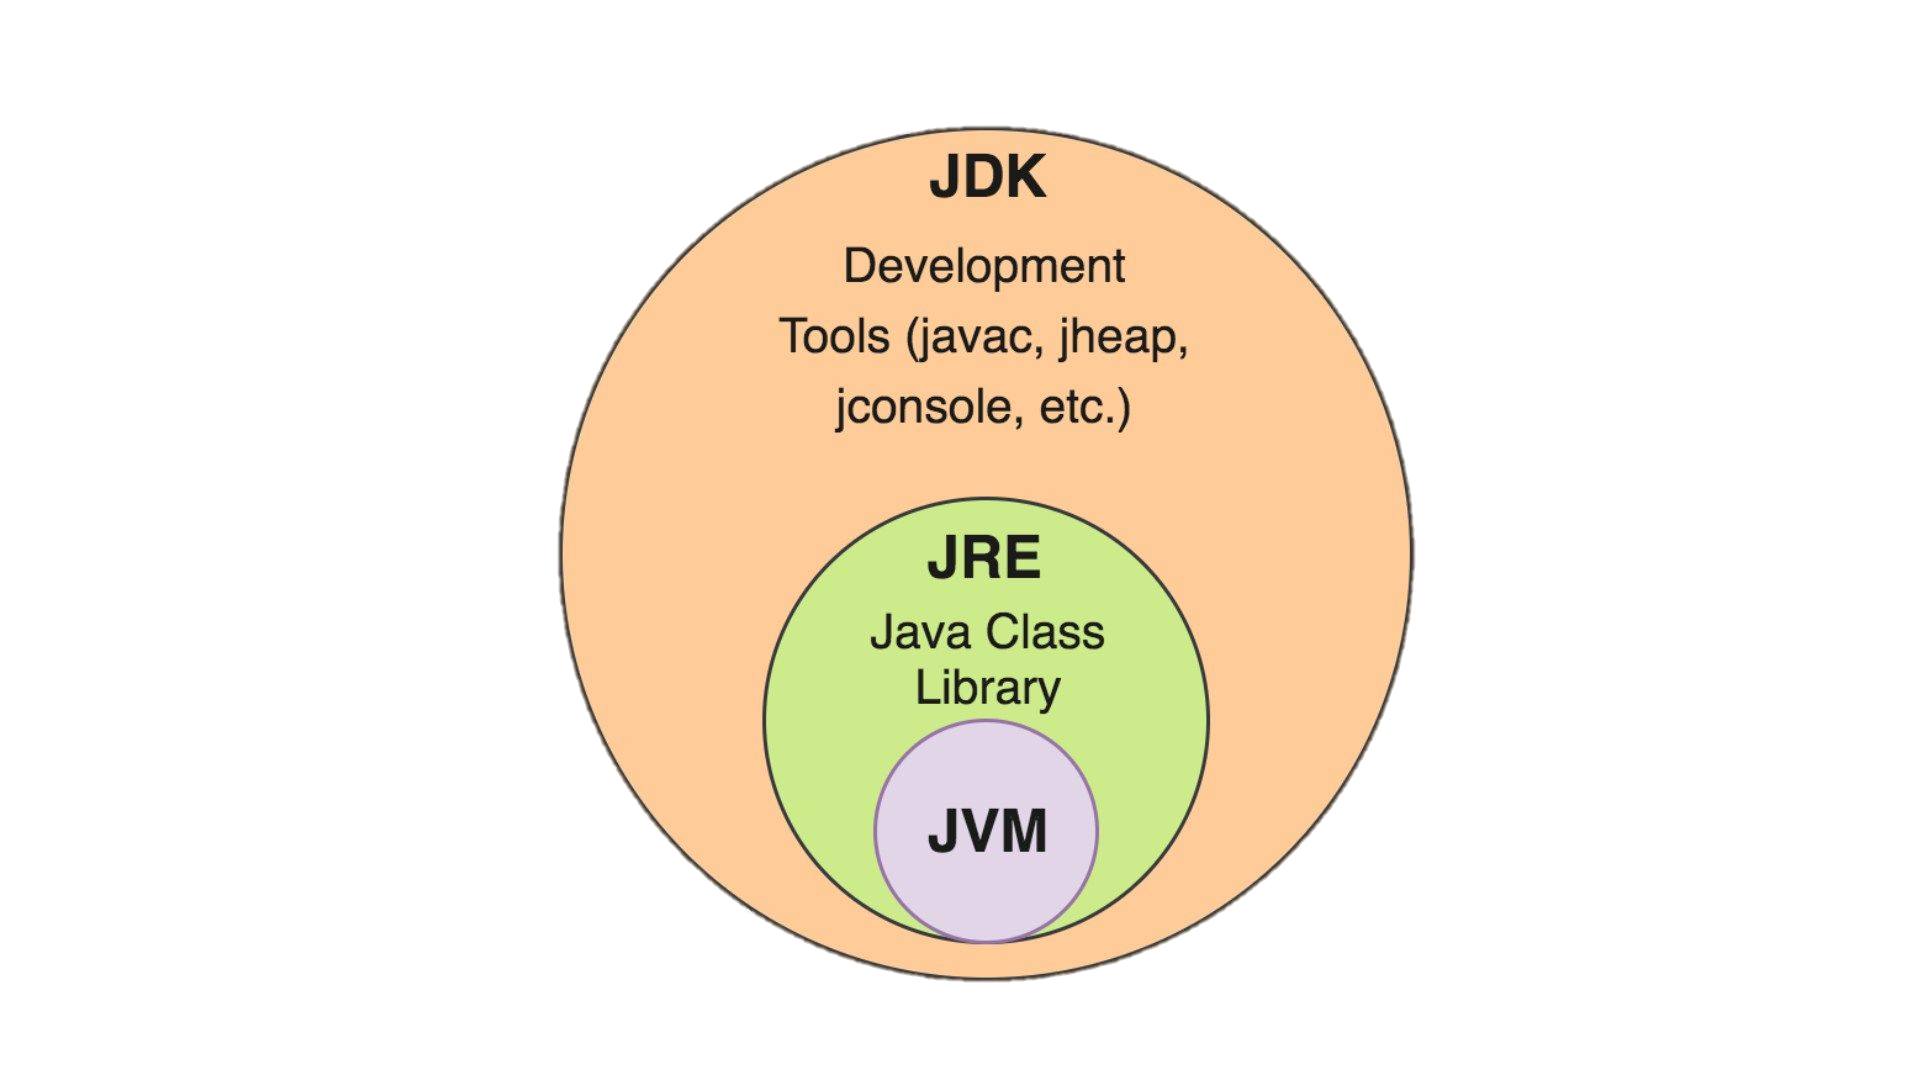 JDK
Development
Tools (javac, jheap,
jconsole, etc.)
JRE
Java Class
Library
JVM